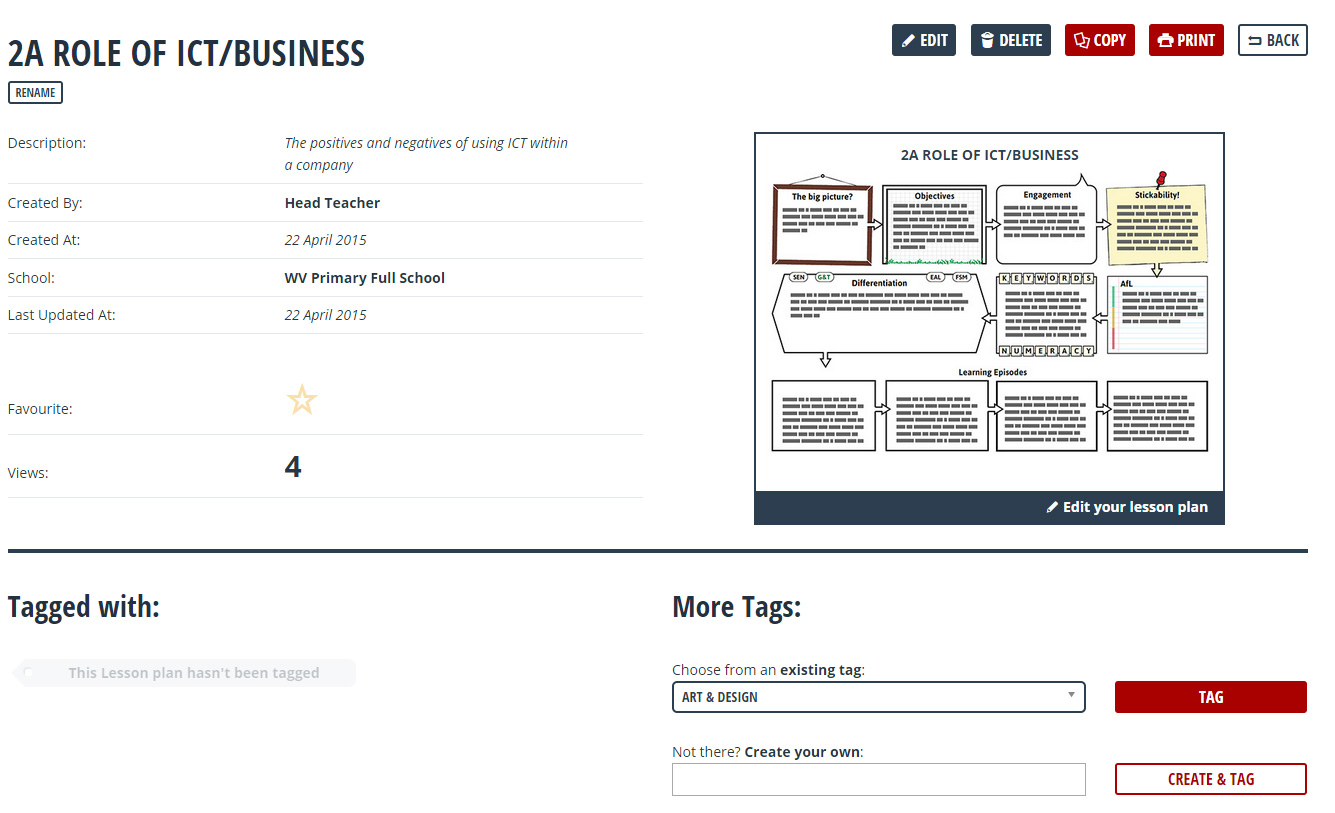 2A ROLE OF ICT/BUSINESS
EDIT
DELETE
COPY
PRINT
BACK
RENAME
Description:
The positives and negatives of using ICT within
a company
Created By:
Head Teacher
Created At:
22 April 2015
School:
WV Primary Full School
Last Updated At:
22 April 2015
Favourite:
Views:
4
2A ROLE OF ICT/BUSINESS
The big picture?
Objectives
Engagement
Stickability!
SEN
G&T
Differentiation
EAL
FSM
KEYWORDS
AfL
NUMERACY
Learning Episodes
Edit your lesson plan
Tagged with:
This Lesson plan hasn't been tagged
More Tags:
Choose from an existing tag:
ART & DESIGN
TAG
Not there? Create your own:
CREATE & TAG